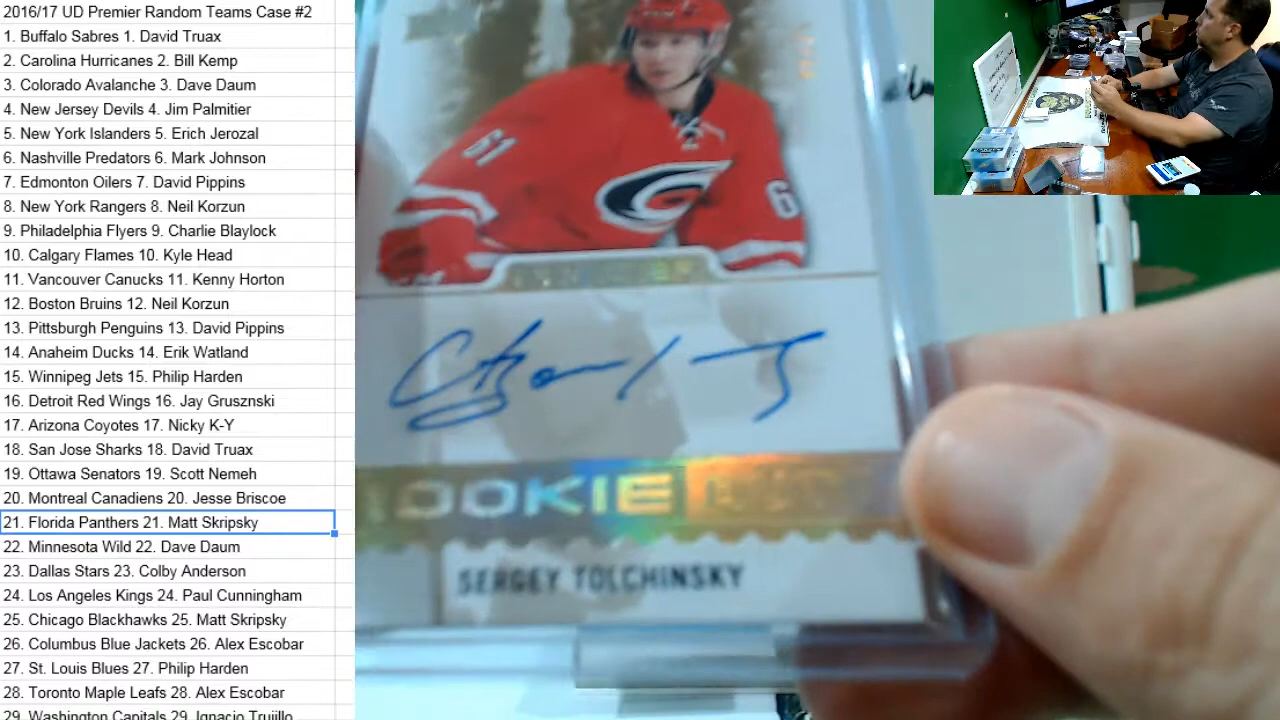 2016/17 UD Premier Random Teams Case #2
1. Buffalo Sabres 1. David Truax
2. Carolina Hurricanes 2. Bill Kemp
3. Colorado Avalanche 3. Dave Daum
4. New Jersey Devils 4. Jim Palmitier
5. New York Islanders 5. Erich Jerozal
6. Nashville Predators 6. Mark Johnson
7. Edmonton Oilers 7. David Pippins
8. New York Rangers 8. Neil Korzun
9. Philadelphia Flyers 9. Charlie Blaylock
10. Calgary Flames 10. Kyle Head
11. Vancouver Canucks 11. Kenny Horton
12. Boston Bruins 12. Neil Korzun
13. Pittsburgh Penguins 13. David Pippins
14. Anaheim Ducks 14. Erik Watland
15. Winnipeg Jets 15. Philip Harden
16. Detroit Red Wings 16. Jay Grusznski
17. Arizona Coyotes 17. Nicky K-Y
18. San Jose Sharks 18. David Truax
19. Ottawa Senators 19. Scott Nemeh
20. Montreal Canadiens 20. Jesse Briscoe
21. Florida Panthers 21. Matt Skripsky
22. Minnesota Wild 22. Dave Daum
23. Dallas Stars 23. Colby Anderson
24. Los Angeles Kings 24. Paul Cunningham
25. Chicago Blackhawks 25. Matt Skripsky
26. Columbus Blue Jackets 26. Alex Escobar
27. St. Louis Blues 27. Philip Harden
28. Toronto Maple Leafs 28. Alex Escobar
29. Washington Capitals 29. Ignacio Trujillo
61
6
OOKIE
SERGEY TOLCHINSKY